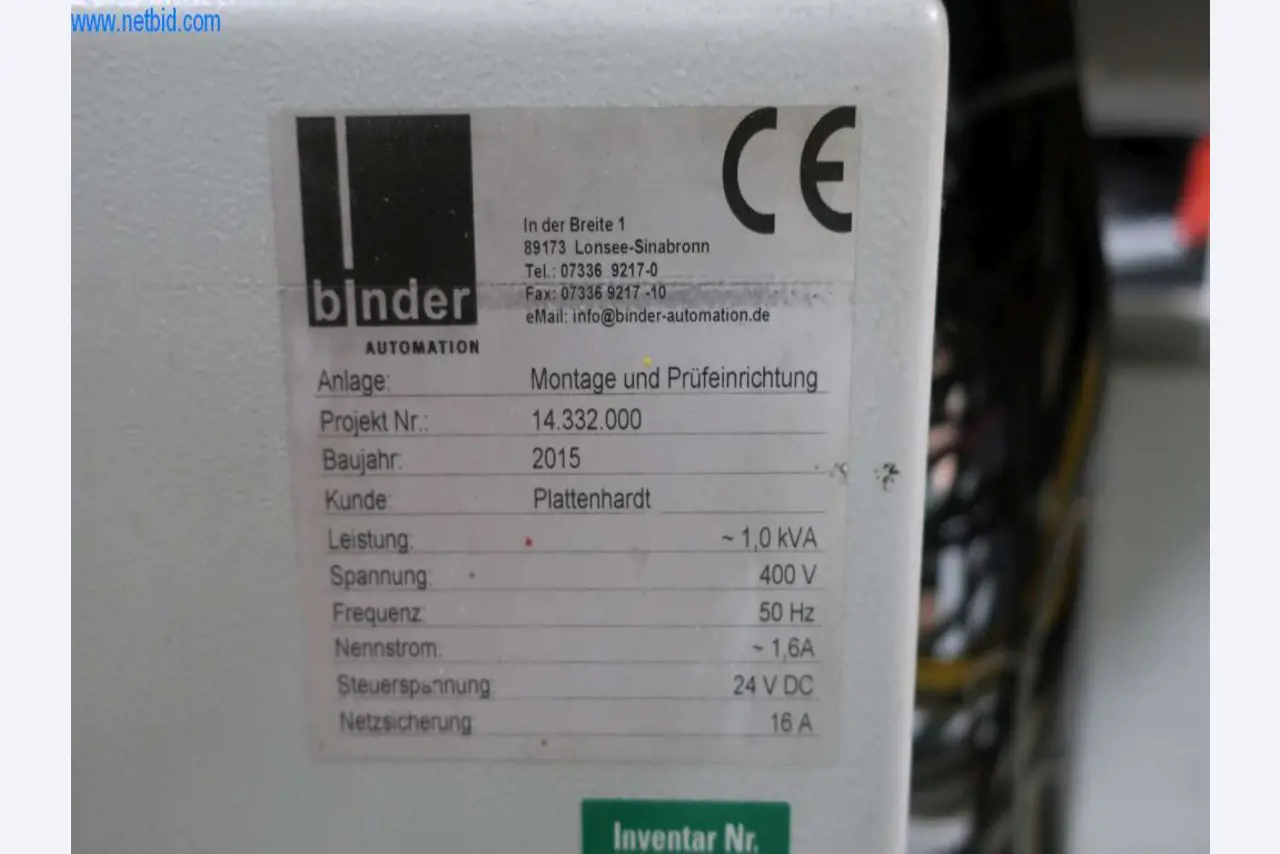 www.netbid.com
binder
AUTOMATION
CE
In der Breite 1
89173 Lonsee-Sinabronn
Tel.: 07336 9217-0
Fax: 07336 9217 -10
eMail: info@binder-automation.de
Anlage: Montage und Prüfeinrichtung
Projekt Nr.: 14.332.000
Baujahr: 2015
Kunde: Plattenhardt
Leistung: ~ 1,0 kVA
Spannung: 400 V
Frequenz: 50 Hz
Nennstrom: ~ 1,6A
Steuerspannung: 24 V DC
Netzsicherung 16 A
Inventar Nr.